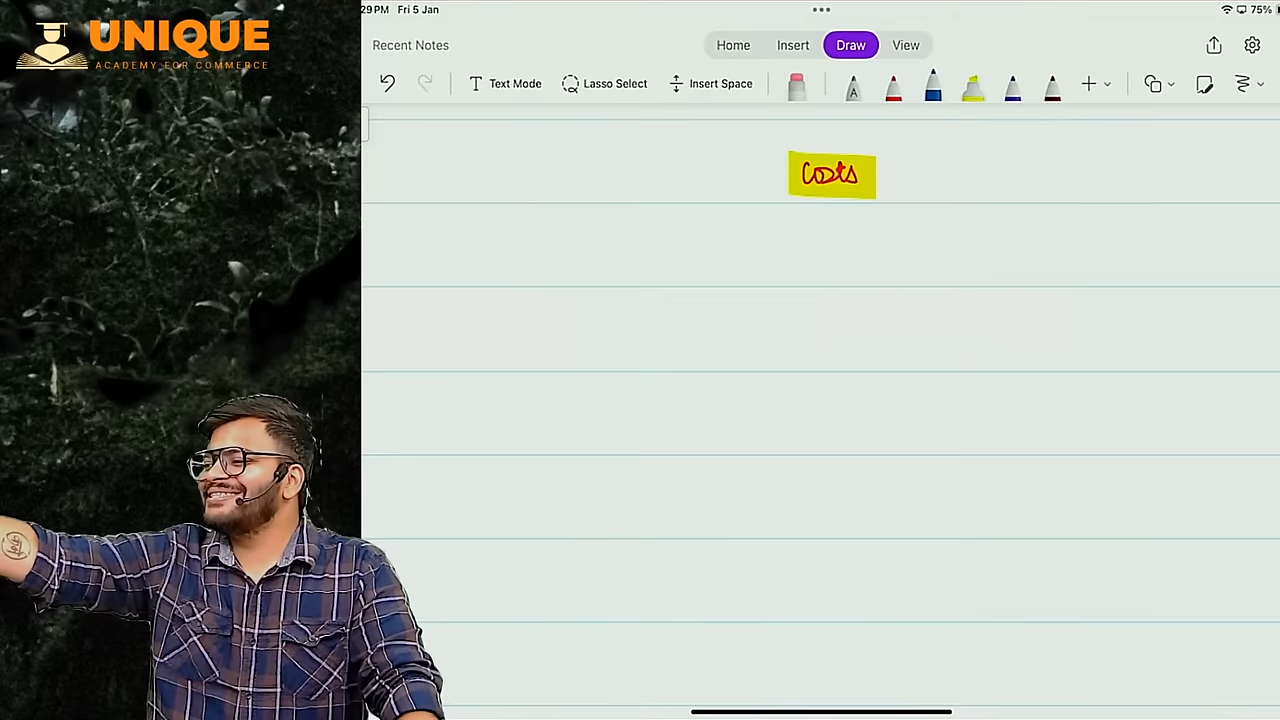 UNIQUE
ACADEMY FOR COMMERCE
29 PM Fri 5 Jan
75%
Recent Notes
Home Insert Draw View
Text Mode Lasso Select Insert Space
A
Costs